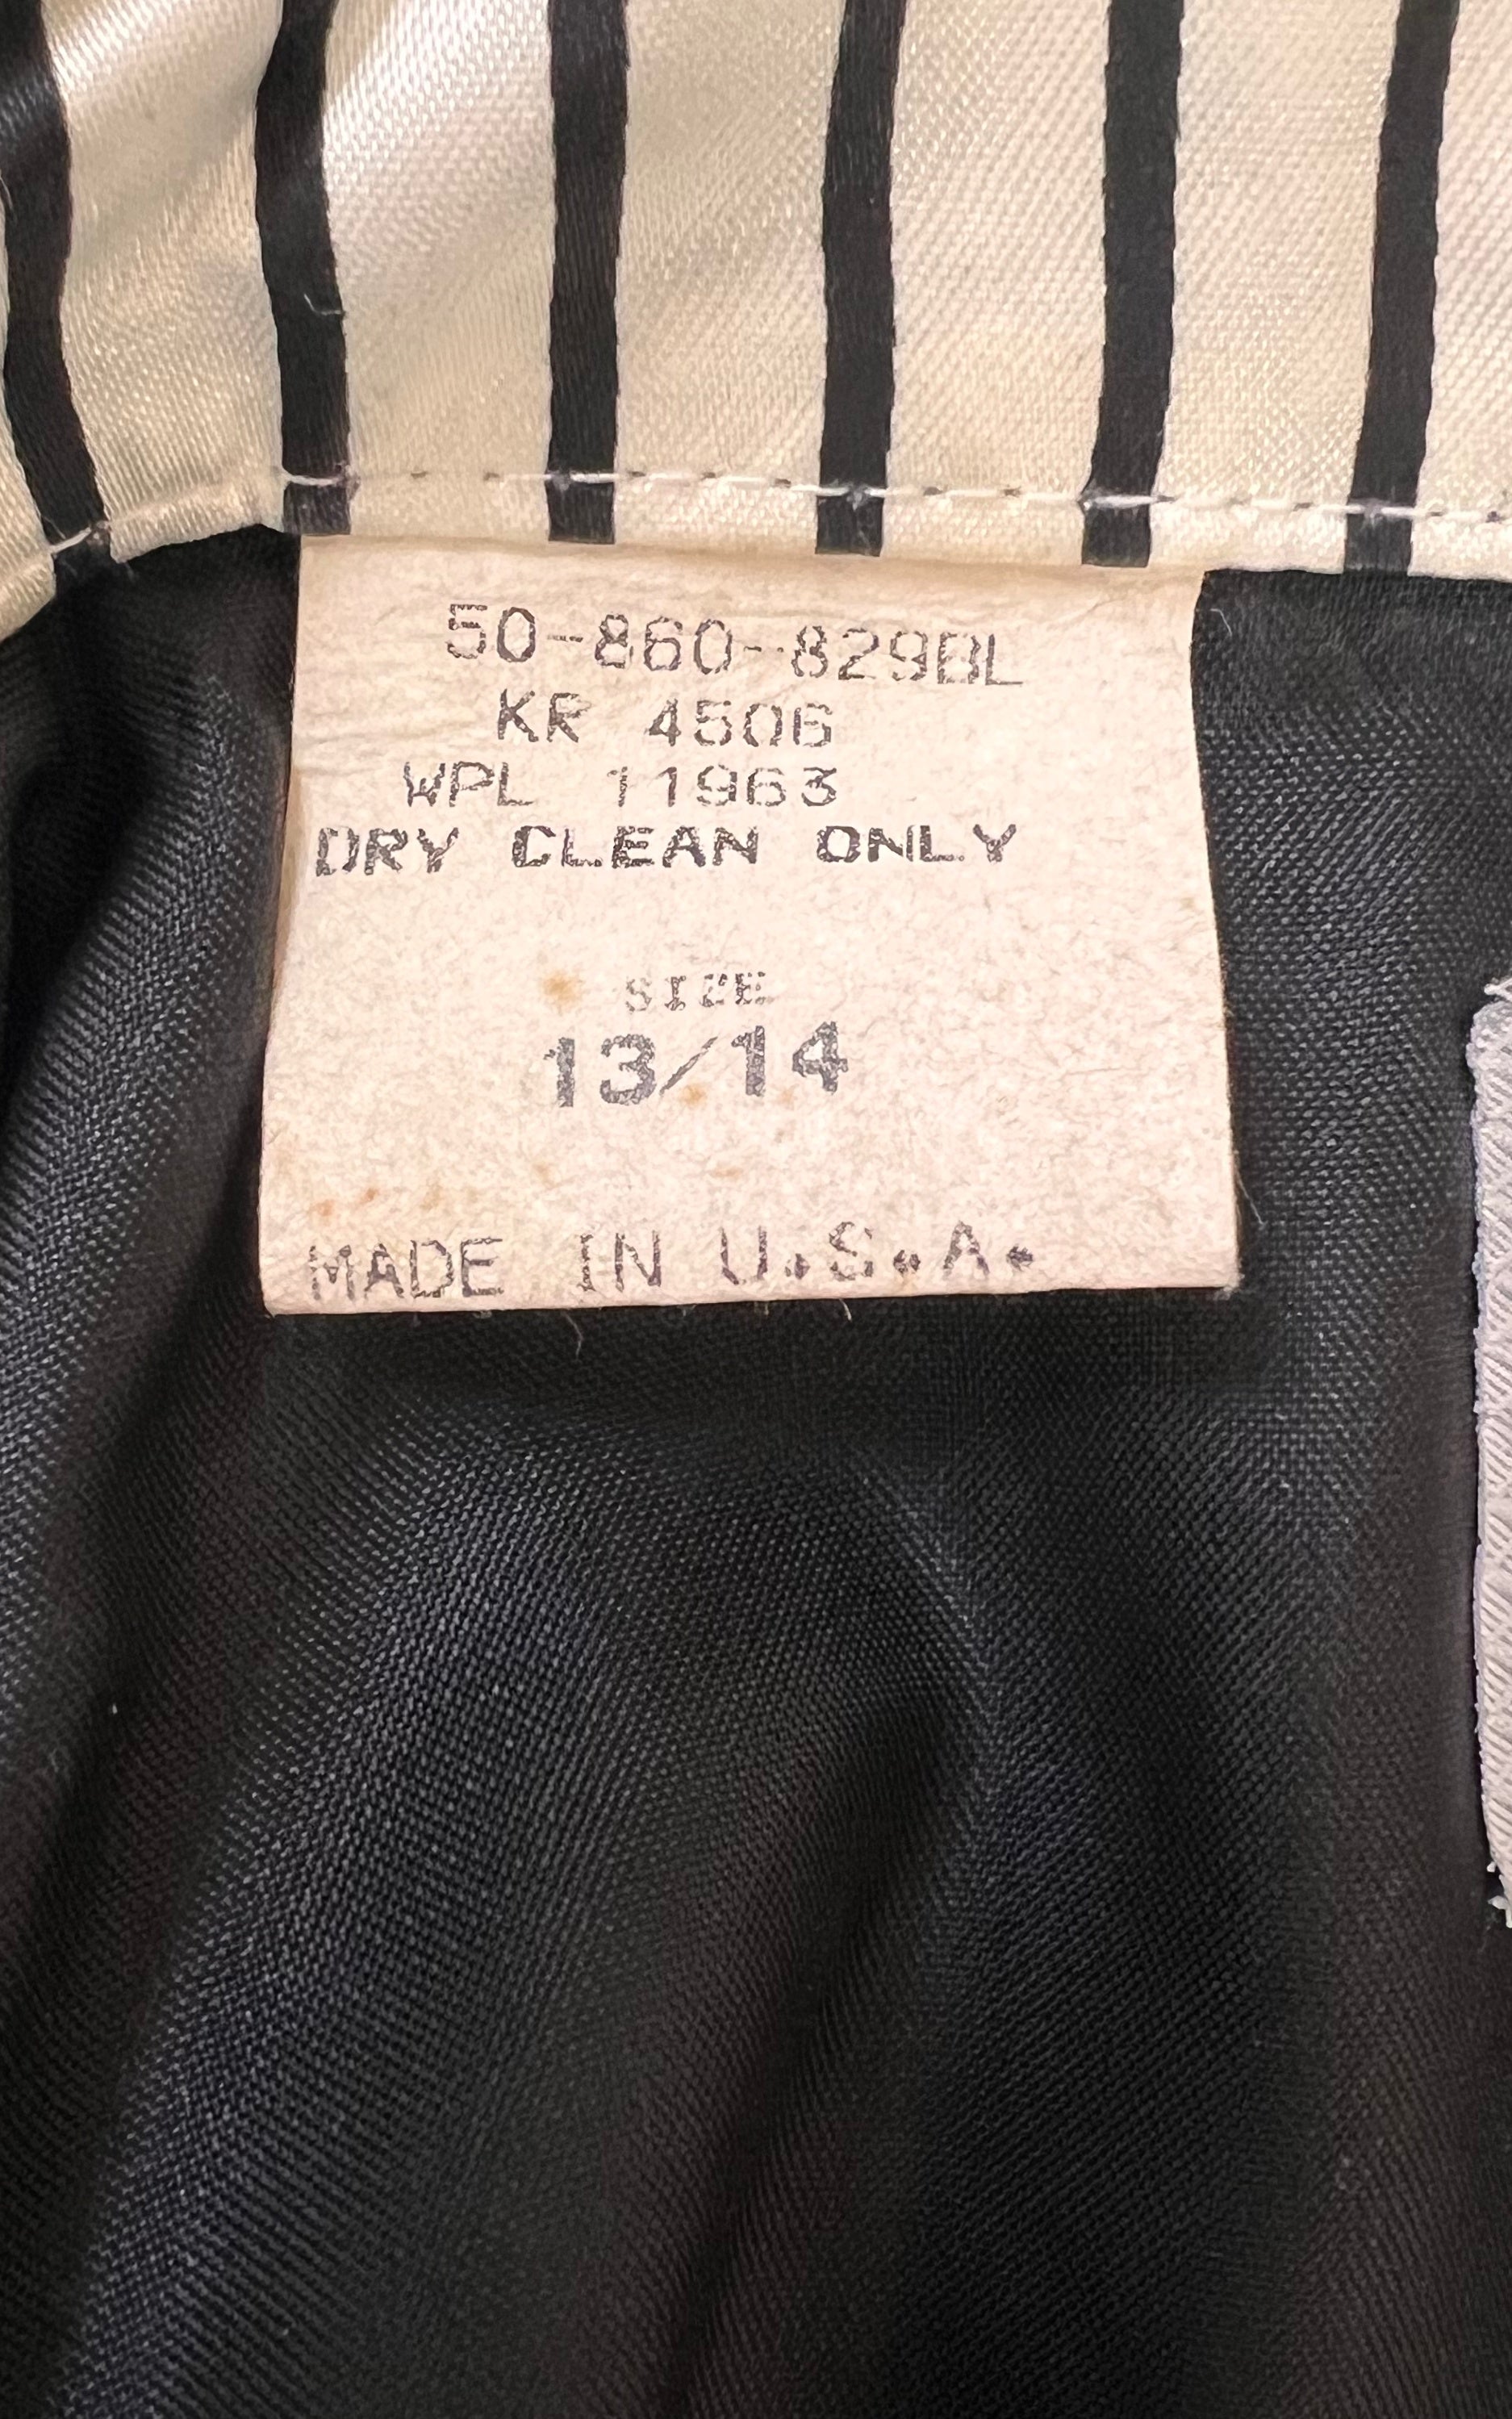 50-860-829BL
KR 4506
WPL 11963
DRY CLEAN ONLY
SIZE
13/14
MADE IN U.S.A.